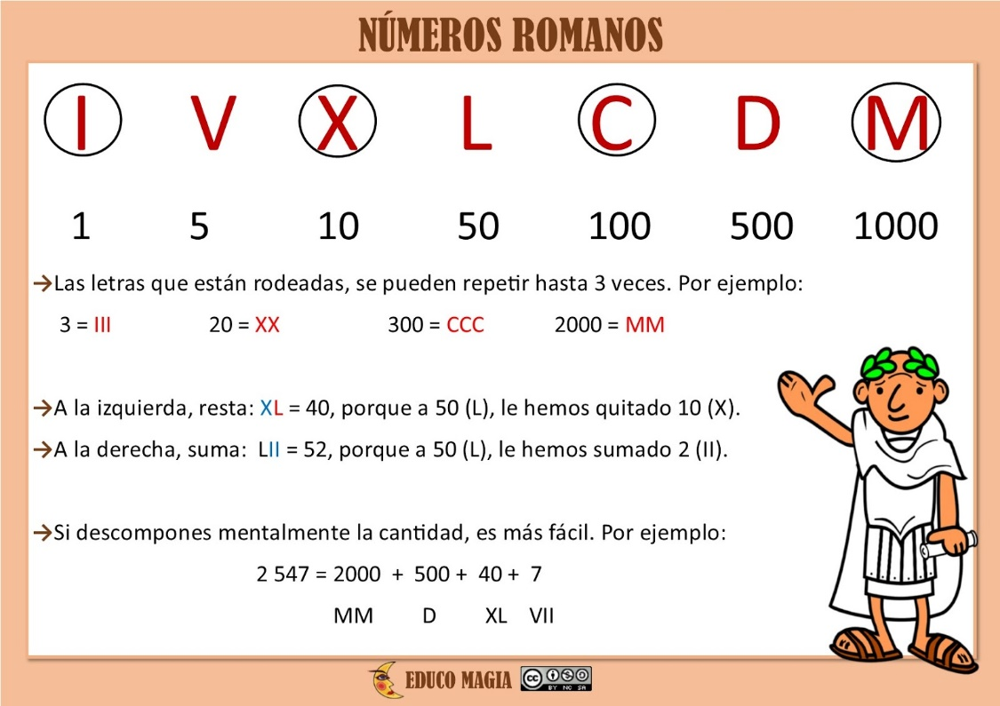 NÚMEROS ROMANOS
I V X L C D M
1 5 10 50 100 500 1000
→Las letras que están rodeadas, se pueden repetir hasta 3 veces. Por ejemplo:
3 = III 20 = XX 300 = CCC 2000 = MM
→A la izquierda, resta: XL = 40, porque a 50 (L), le hemos quitado 10 (X).
→A la derecha, suma: LII = 52, porque a 50 (L), le hemos sumado 2 (II).
→Si descompones mentalmente la cantidad, es más fácil. Por ejemplo:
2 547 = 2000 + 500 + 40 + 7
MM D XL VII
EDUCO MAGIA cc BY NC SA